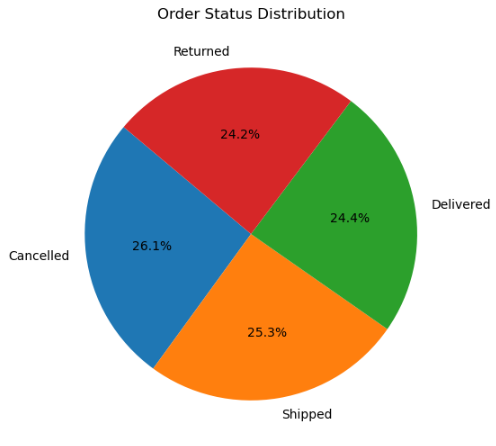 Order Status Distribution
Returned
24.2%
Delivered
24.4%
Cancelled
26.1%
25.3%
Shipped